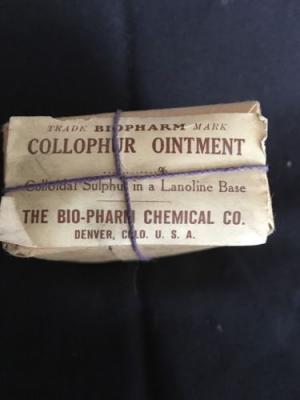 TRADE BIOPHARM MARK
COLLOPHUR OINTMENT
............%
Colloidal Sulphur in a Lanoline Base
THE BIO-PHARM CHEMICAL CO.
DENVER, COLO. U. S. A.